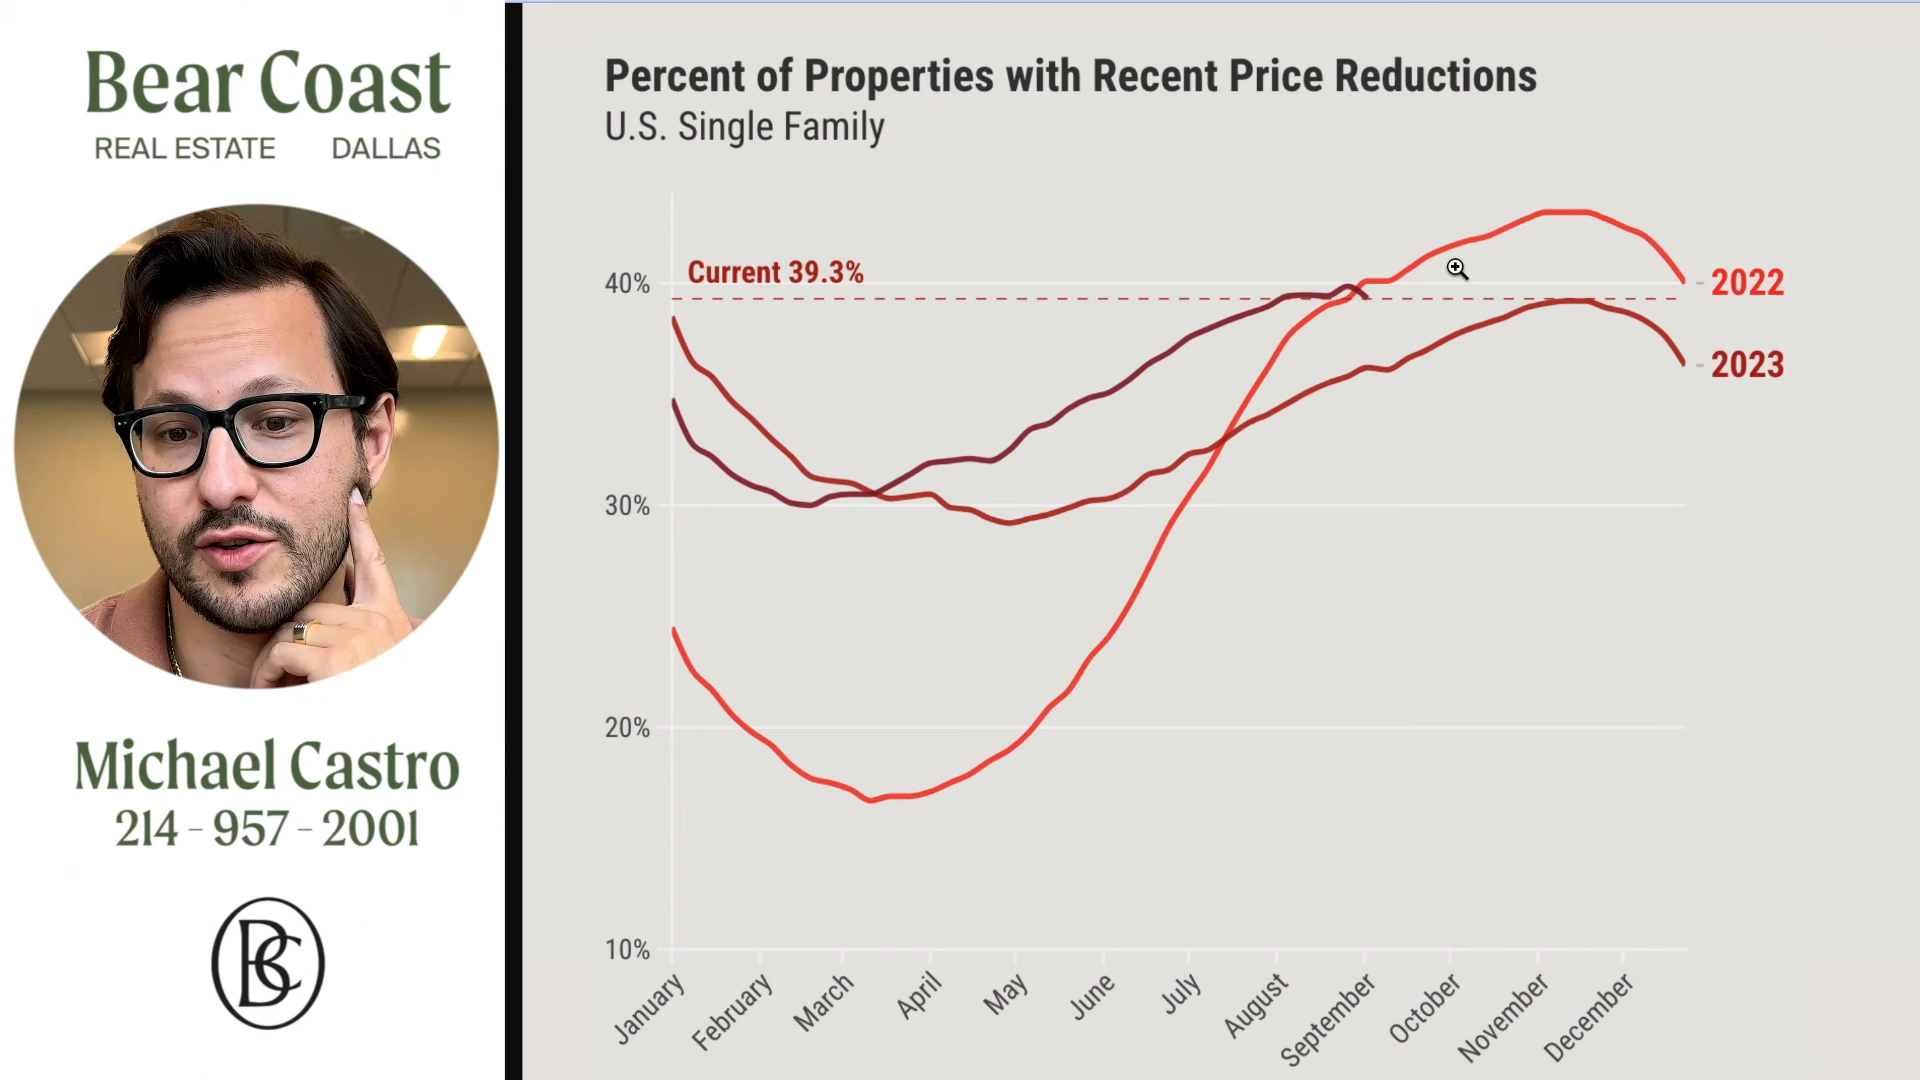 Bear Coast
REAL ESTATE DALLAS
Michael Castro
214 - 957 - 2001
BC
Percent of Properties with Recent Price Reductions
U.S. Single Family
Current 39.3%
40%
30%
20%
10%
2022
2023
January
February
March
April
May
June
July
August
September
October
November
December